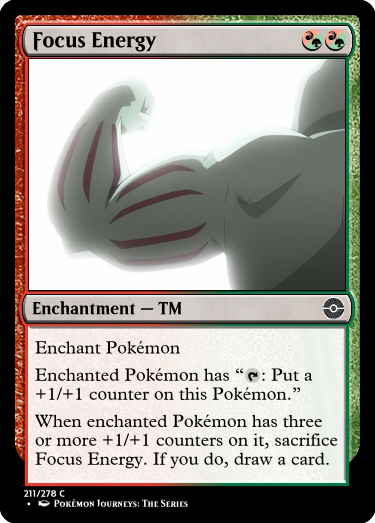 Focus Energy
Enchantment — TM
Enchant Pokémon
Enchanted Pokémon has “: Put a
+1/+1 counter on this Pokémon.”
When enchanted Pokémon has three
or more +1/+1 counters on it, sacrifice
Focus Energy. If you do, draw a card.
211/278 C
• Pokémon Journeys: The Series